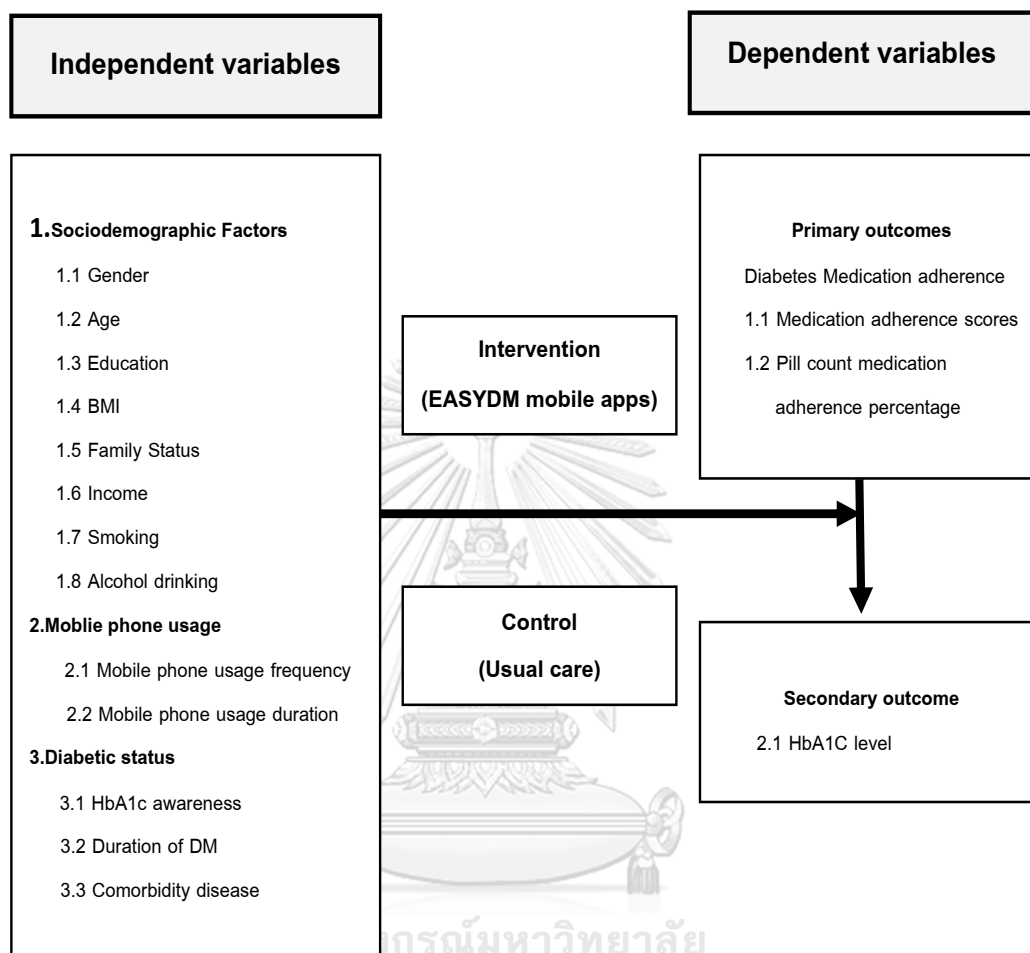 Independent variables
Dependent variables
1.Sociodemographic Factors
1.1 Gender
1.2 Age
1.3 Education
1.4 BMI
1.5 Family Status
1.6 Income
1.7 Smoking
1.8 Alcohol drinking
2.Moblie phone usage
2.1 Mobile phone usage frequency
2.2 Mobile phone usage duration
3.Diabetic status
3.1 HbA1c awareness
3.2 Duration of DM
3.3 Comorbidity disease
Intervention
(EASYDM mobile apps)
Control
(Usual care)
Primary outcomes
Diabetes Medication adherence
1.1 Medication adherence scores
1.2 Pill count medication
adherence percentage
Secondary outcome
2.1 HbA1C level